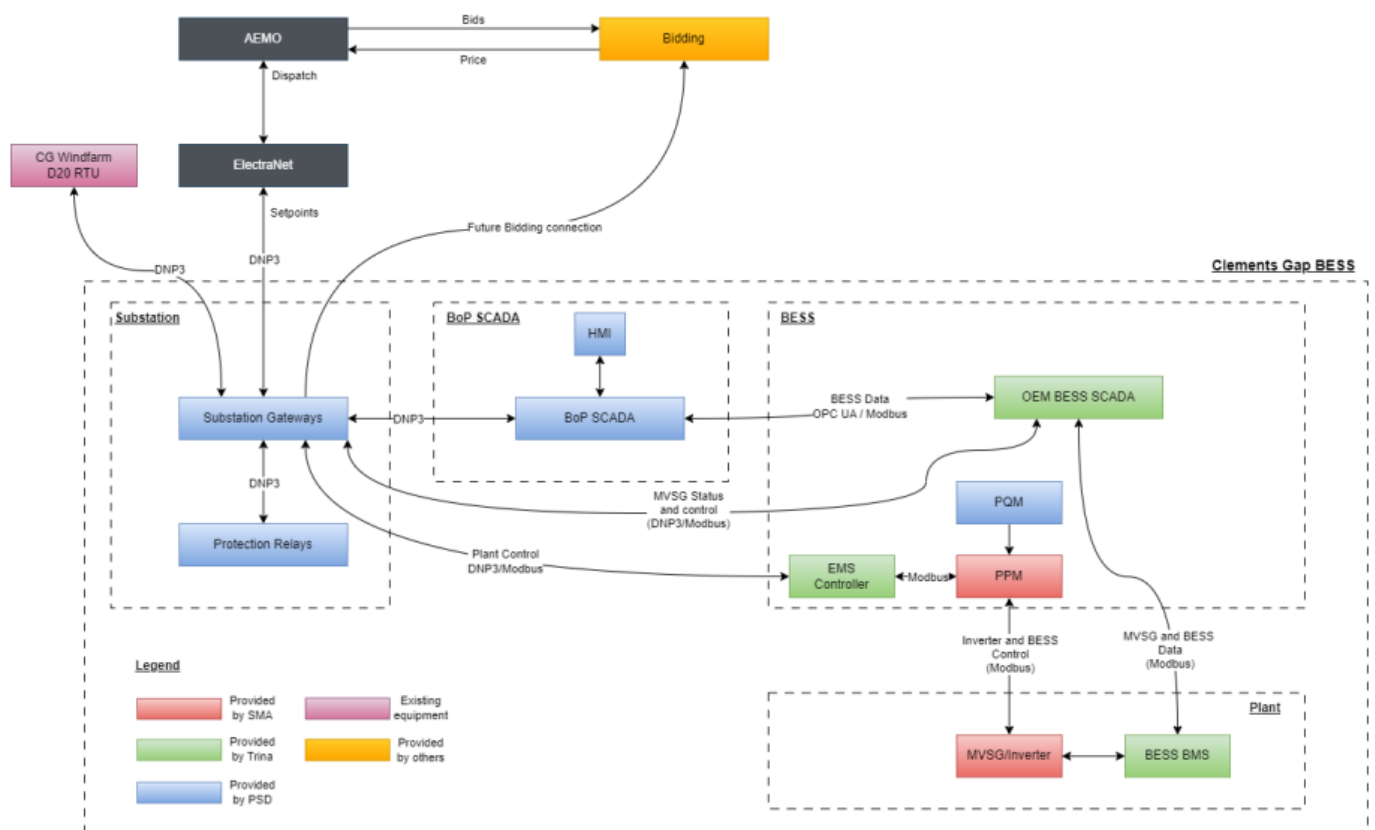 Bids
AEMO
Bidding
Price
Dispatch
CG Windfarm
D20 RTU
ElectraNet
Setpoints
Future Bidding connection
DNP3
DNP3
Clements Gap BESS
Substation
BoP SCADA
BESS
HMI
OEM BESS SCADA
BESS Data
OPC UA / Modbus
Substation Gateways
DNP3
BoP SCADA
DNP3
MVSG Status
and control
(DNP3/Modbus)
PQM
Protection Relays
Plant Control
DNP3/Modbus
EMS
Controller
Modbus
PPM
Inverter and BESS
Control
(Modbus)
MVSG and BESS
Data
(Modbus)
Legend
Provided
by SMA
Existing
equipment
Provided
by Trina
Provided
by others
Provided
by PSD
Plant
MVSG/Inverter
BESS BMS